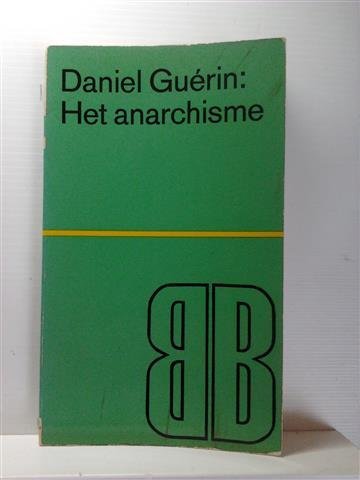 Daniel Guérin:
Het anarchisme
BB